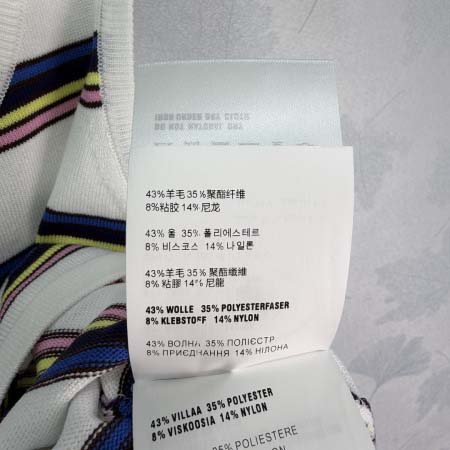 43%羊毛 35%聚酯纤维
8%粘胶 14%尼龙
43% 울 35% 폴리에스테르
8% 비스코스 14% 나일론
43%羊毛 35%聚酯纖維
8%粘膠 14%尼龍
43% WOLLE 35% POLYESTERFASER
8% KLEBSTOFF 14% NYLON
43% ВОЛНА 35% ПОЛІЄСТР
8% ПРИЄДНАННЯ 14% НІЛОНА
43% VILLAA 35% POLYESTER
8% VISKOOSIA 14% NYLON
35% POLIESTERE
NYLON